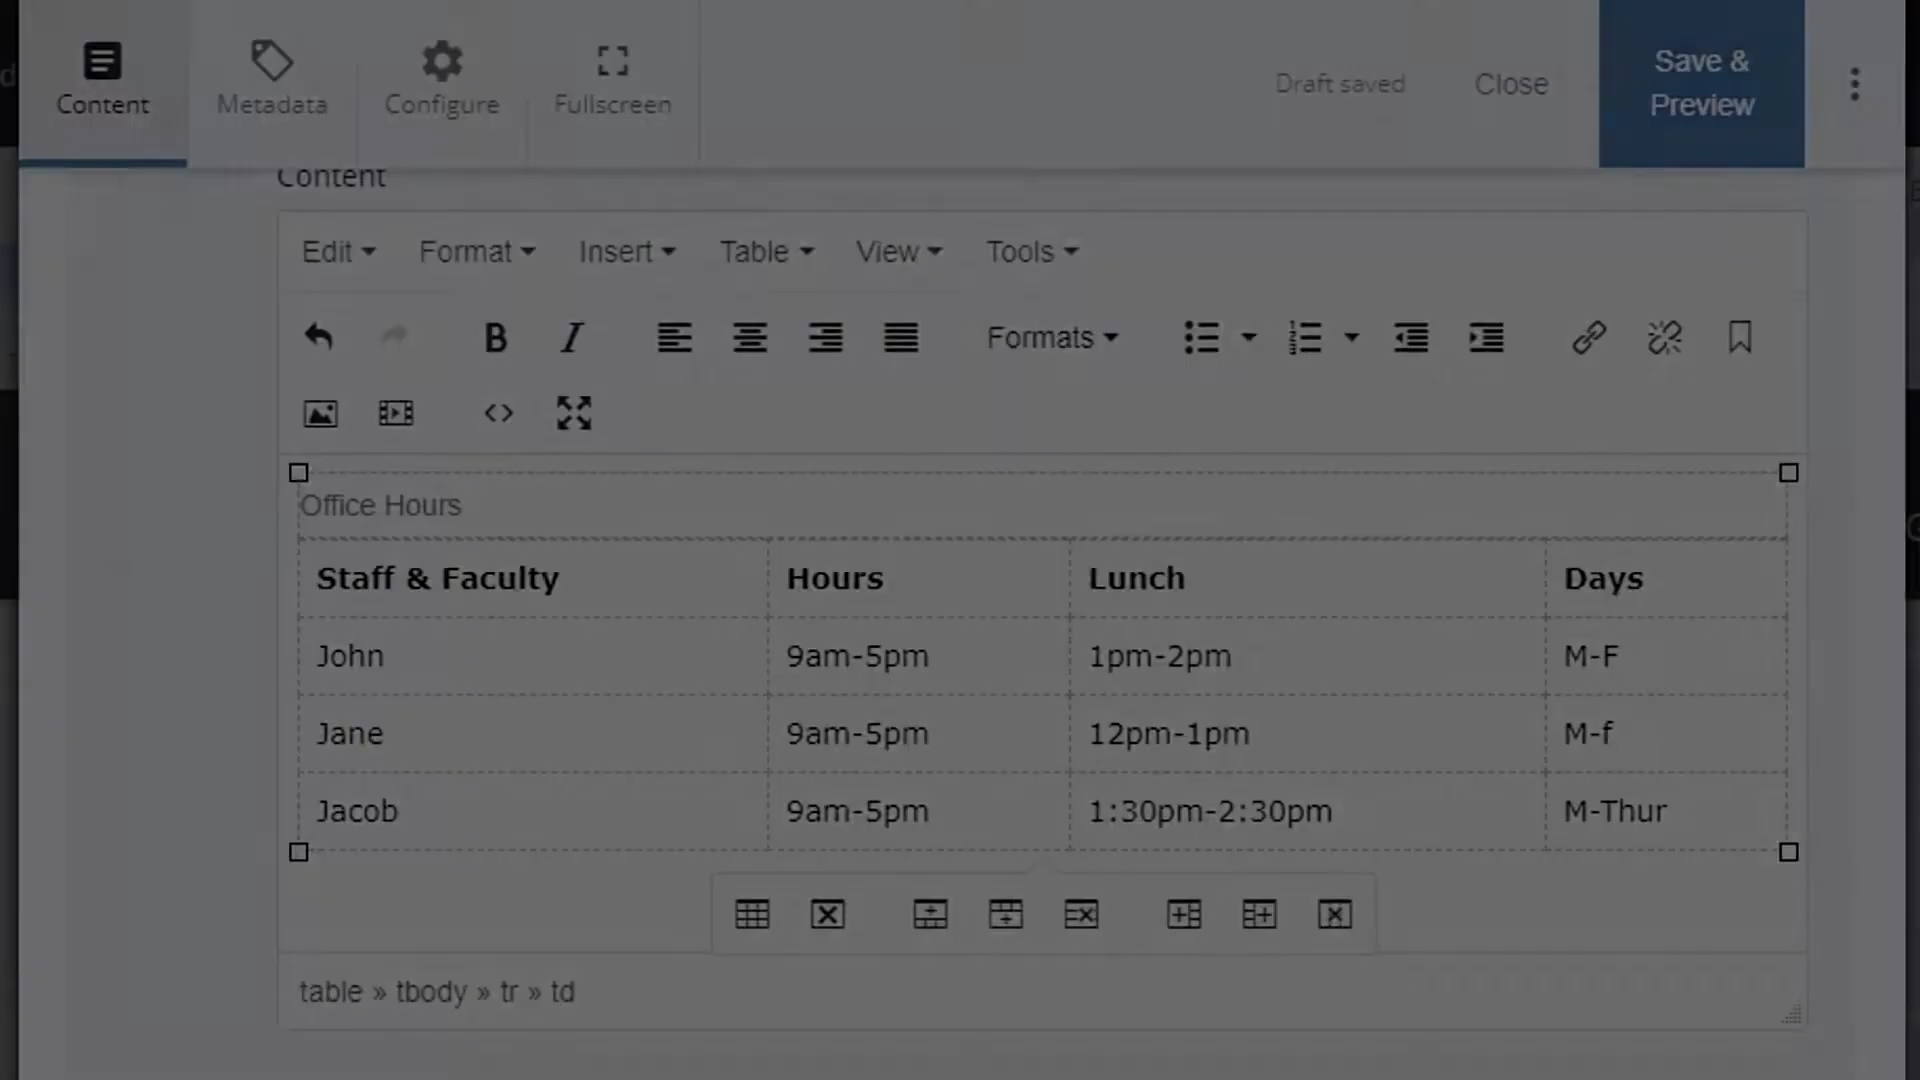 Content Metadata Configure Fullscreen Draft saved Close Save &
Preview
Content
Edit Format Insert Table View Tools
B I Formats
Office Hours
Staff & Faculty Hours Lunch Days
John 9am-5pm 1pm-2pm M-F
Jane 9am-5pm 12pm-1pm M-f
Jacob 9am-5pm 1:30pm-2:30pm M-Thur
table » tbody » tr » td